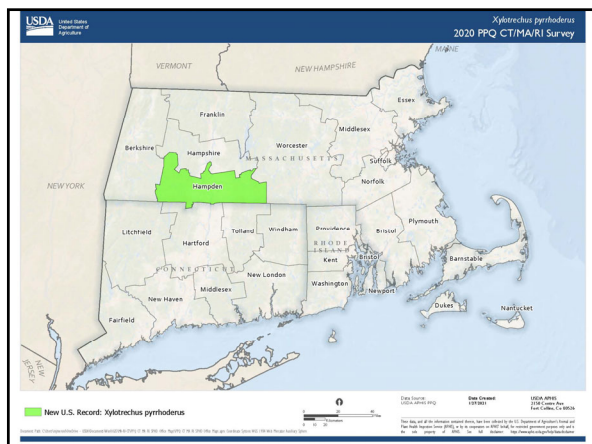 USDA
United States
Department of
Agriculture
Xylotrechus pyrrhoderus
2020 PPQ CT/MA/RI Survey
MAINE
VERMONT
NEW HAMPSHIRE
Essex
Franklin
Middlesex
Berkshire
Hampshire
Worcester
MASSACHUSETTS
Suffolk
Norfolk
Hampden
NEW YORK
Plymouth
Litchfield
Hartford
Tolland
Windham
Providence
Bristol
RHODE
ISLAND
Kent
Bristol
Barnstable
CONNECTICUT
New London
Washington
Newport
Middlesex
New Haven
Dukes
Nantucket
Fairfield
NEW
JERSEY
New U.S. Record: Xylotrechus pyrrhoderus
Data Source:
USDA APHIS PPQ
Date Created:
USDA APHIS
2150 Centre Ave
Fort Collins, Co 80526